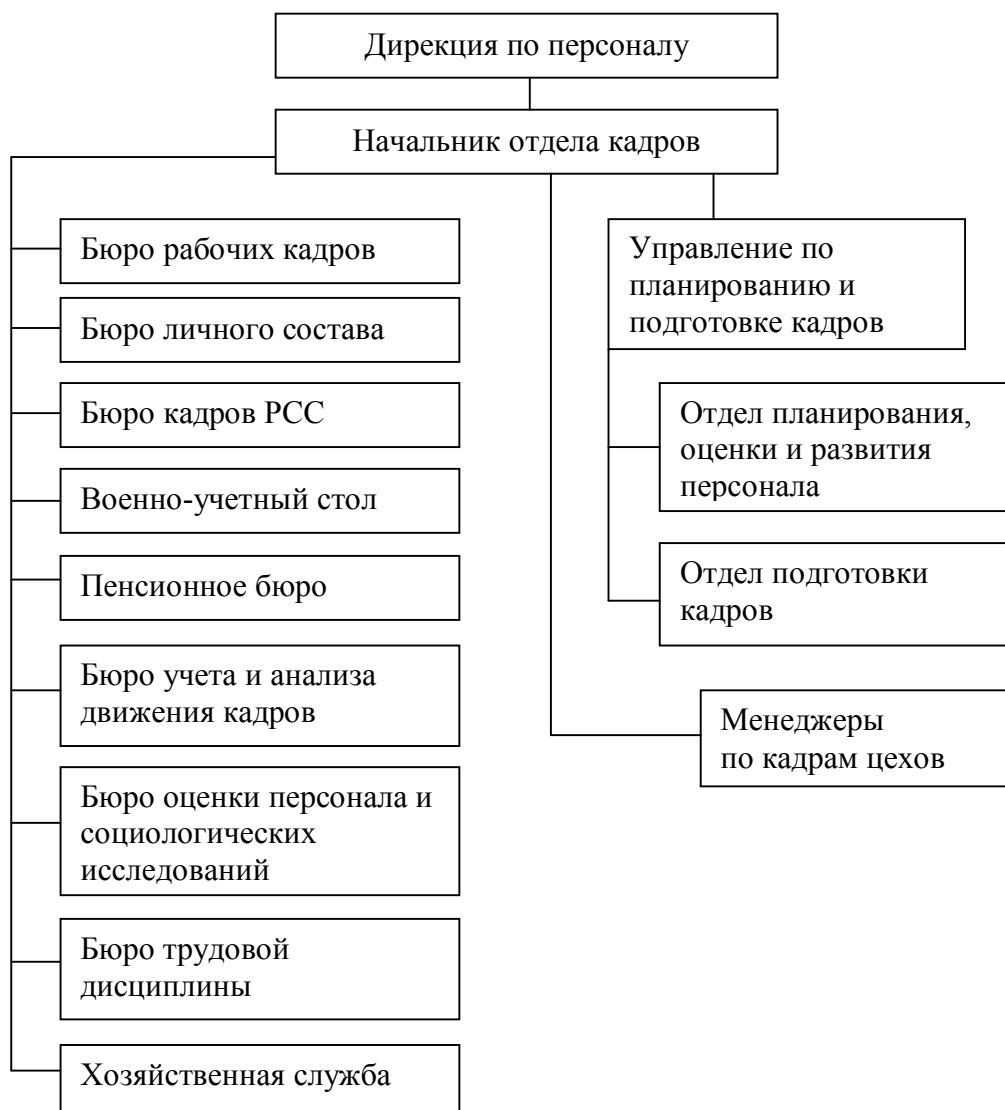 Дирекция по персоналу
Начальник отдела кадров
Бюро рабочих кадров
Бюро личного состава
Бюро кадров РСС
Военно-учетный стол
Пенсионное бюро
Бюро учета и анализа
движения кадров
Бюро оценки персонала и
социологических
исследований
Бюро трудовой
дисциплины
Хозяйственная служба
Управление по
планированию и
подготовке кадров
Отдел планирования,
оценки и развития
персонала
Отдел подготовки
кадров
Менеджеры
по кадрам цехов